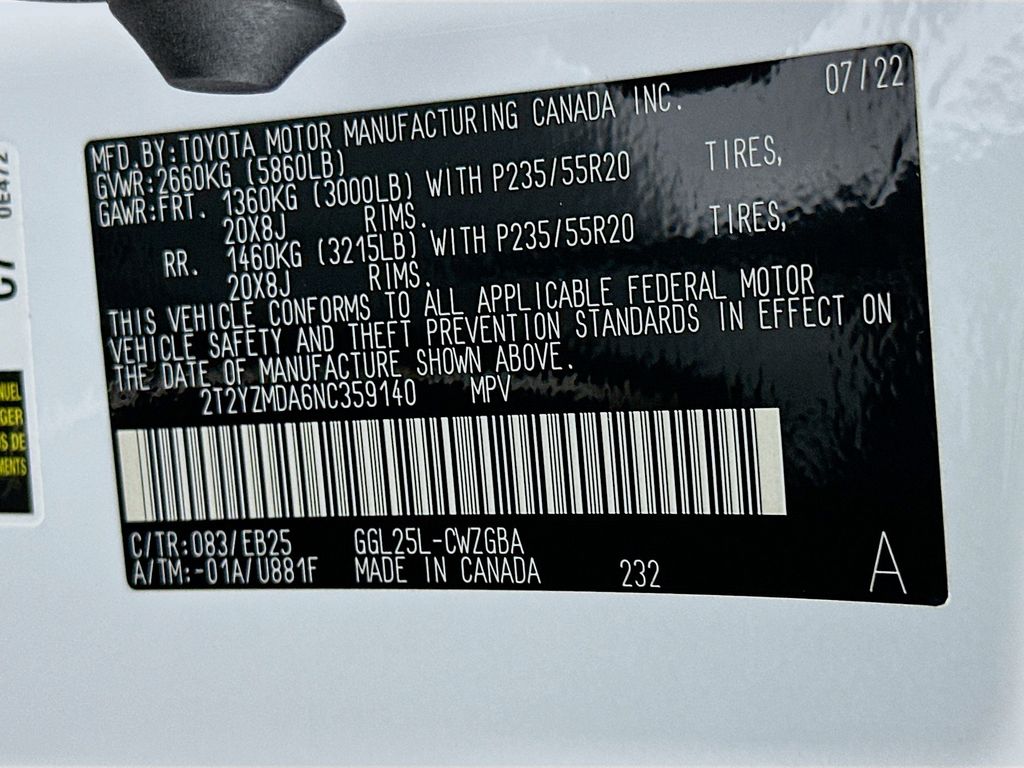 07/22
MFD.BY:TOYOTA MOTOR MANUFACTURING CANADA INC.
GVWR:2660KG (5860LB)
GAWR:FRT. 1360KG (3000LB) WITH P235/55R20 TIRES,
20X8J RIMS.
RR. 1460KG (3215LB) WITH P235/55R20 TIRES,
20X8J RIMS.
THIS VEHICLE CONFORMS TO ALL APPLICABLE FEDERAL MOTOR
VEHICLE SAFETY AND THEFT PREVENTION STANDARDS IN EFFECT ON
THE DATE OF MANUFACTURE SHOWN ABOVE.
2T2YZMDA6NC359140 MPV
C/TR:083/EB25 GGL25L-CWZGBA
A/TM:-01A/U881F MADE IN CANADA 232 A
0E472